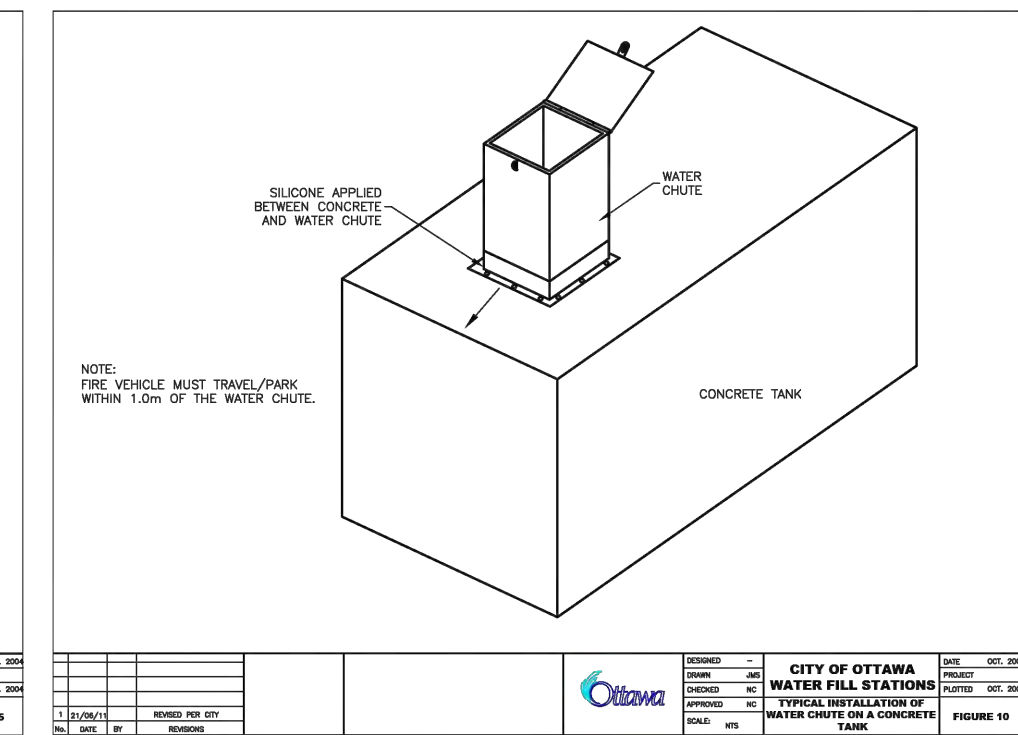 SILICONE APPLIED
BETWEEN CONCRETE
AND WATER CHUTE
WATER
CHUTE
NOTE:
FIRE VEHICLE MUST TRAVEL/PARK
WITHIN 1.0m OF THE WATER CHUTE.
CONCRETE TANK
. 2004
. 2004
5
1 21/06/11 REVISED PER CITY
No. DATE BY REVISIONS
Ottawa
DESIGNED –
DRAWN JMS
CHECKED NC
APPROVED NC
SCALE: NTS
CITY OF OTTAWA
WATER FILL STATIONS
TYPICAL INSTALLATION OF
WATER CHUTE ON A CONCRETE
TANK
DATE OCT.
PROJECT
PLOTTED OCT.
FIGURE 10